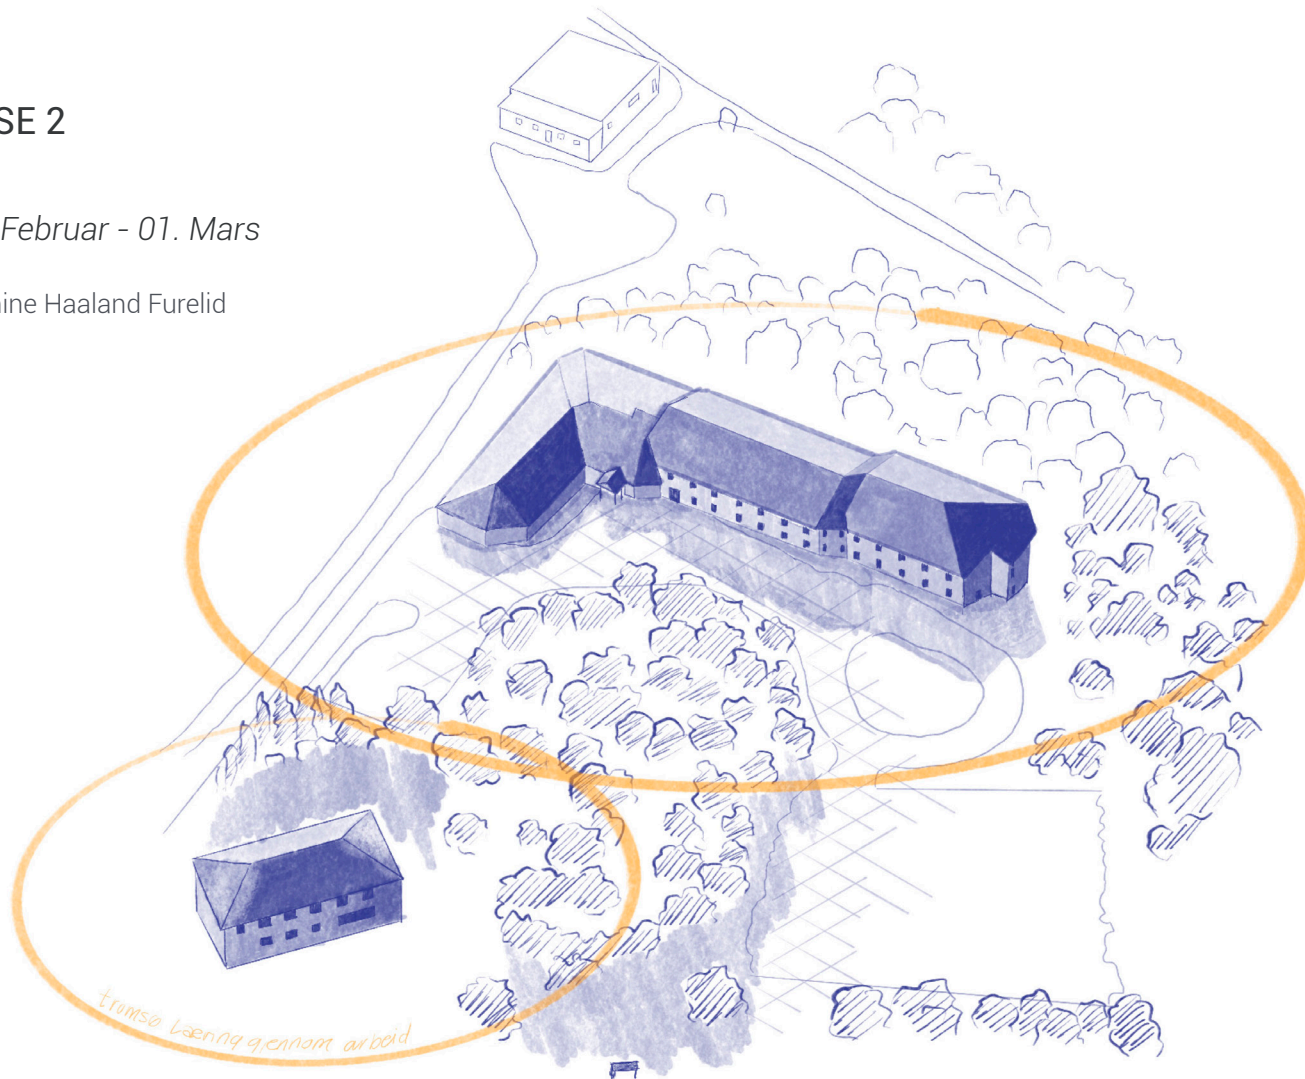 SE 2
Februar - 01. Mars
ine Haaland Furelid
tromsø Læring gjennom arbeid